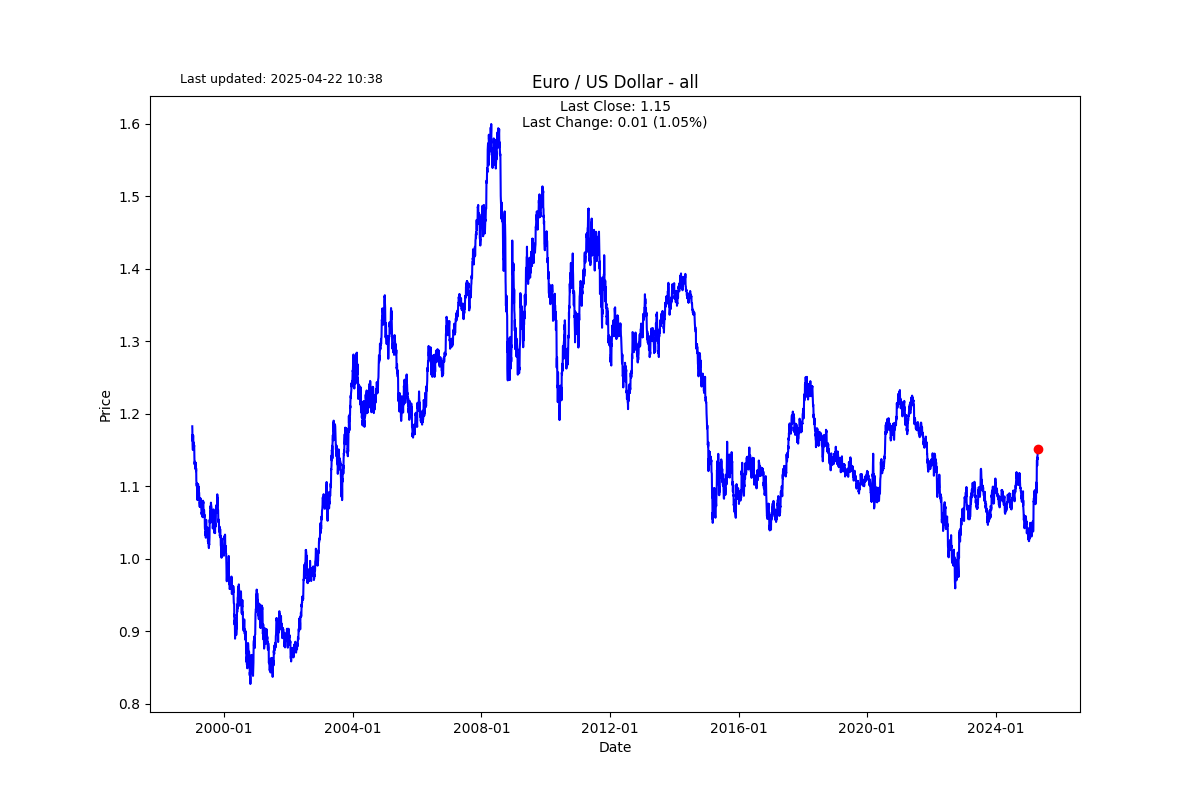 Last updated: 2025-04-22 10:38
Euro / US Dollar - all
Last Close: 1.15
Last Change: 0.01 (1.05%)
Price
1.6
1.5
1.4
1.3
1.2
1.1
1.0
0.9
0.8
2000-01 2004-01 2008-01 2012-01 2016-01 2020-01 2024-01
Date